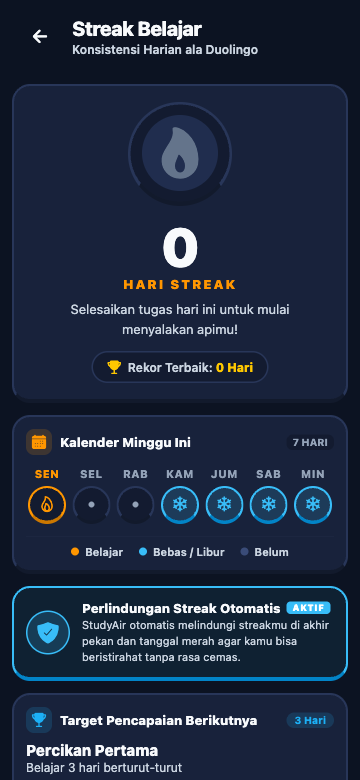 Streak Belajar
Konsistensi Harian ala Duolingo
0
HARI STREAK
Selesaikan tugas hari ini untuk mulai
menyalakan apimu!
Rekor Terbaik: 0 Hari
Kalender Minggu Ini
7 HARI
SEN SEL RAB KAM JUM SAB MIN
Belajar Bebas / Libur Belum
Perlindungan Streak Otomatis AKTIF
StudyAir otomatis melindungi streakmu di akhir
pekan dan tanggal merah agar kamu bisa
beristirahat tanpa rasa cemas.
Target Pencapaian Berikutnya 3 Hari
Percikan Pertama
Belajar 3 hari berturut-turut